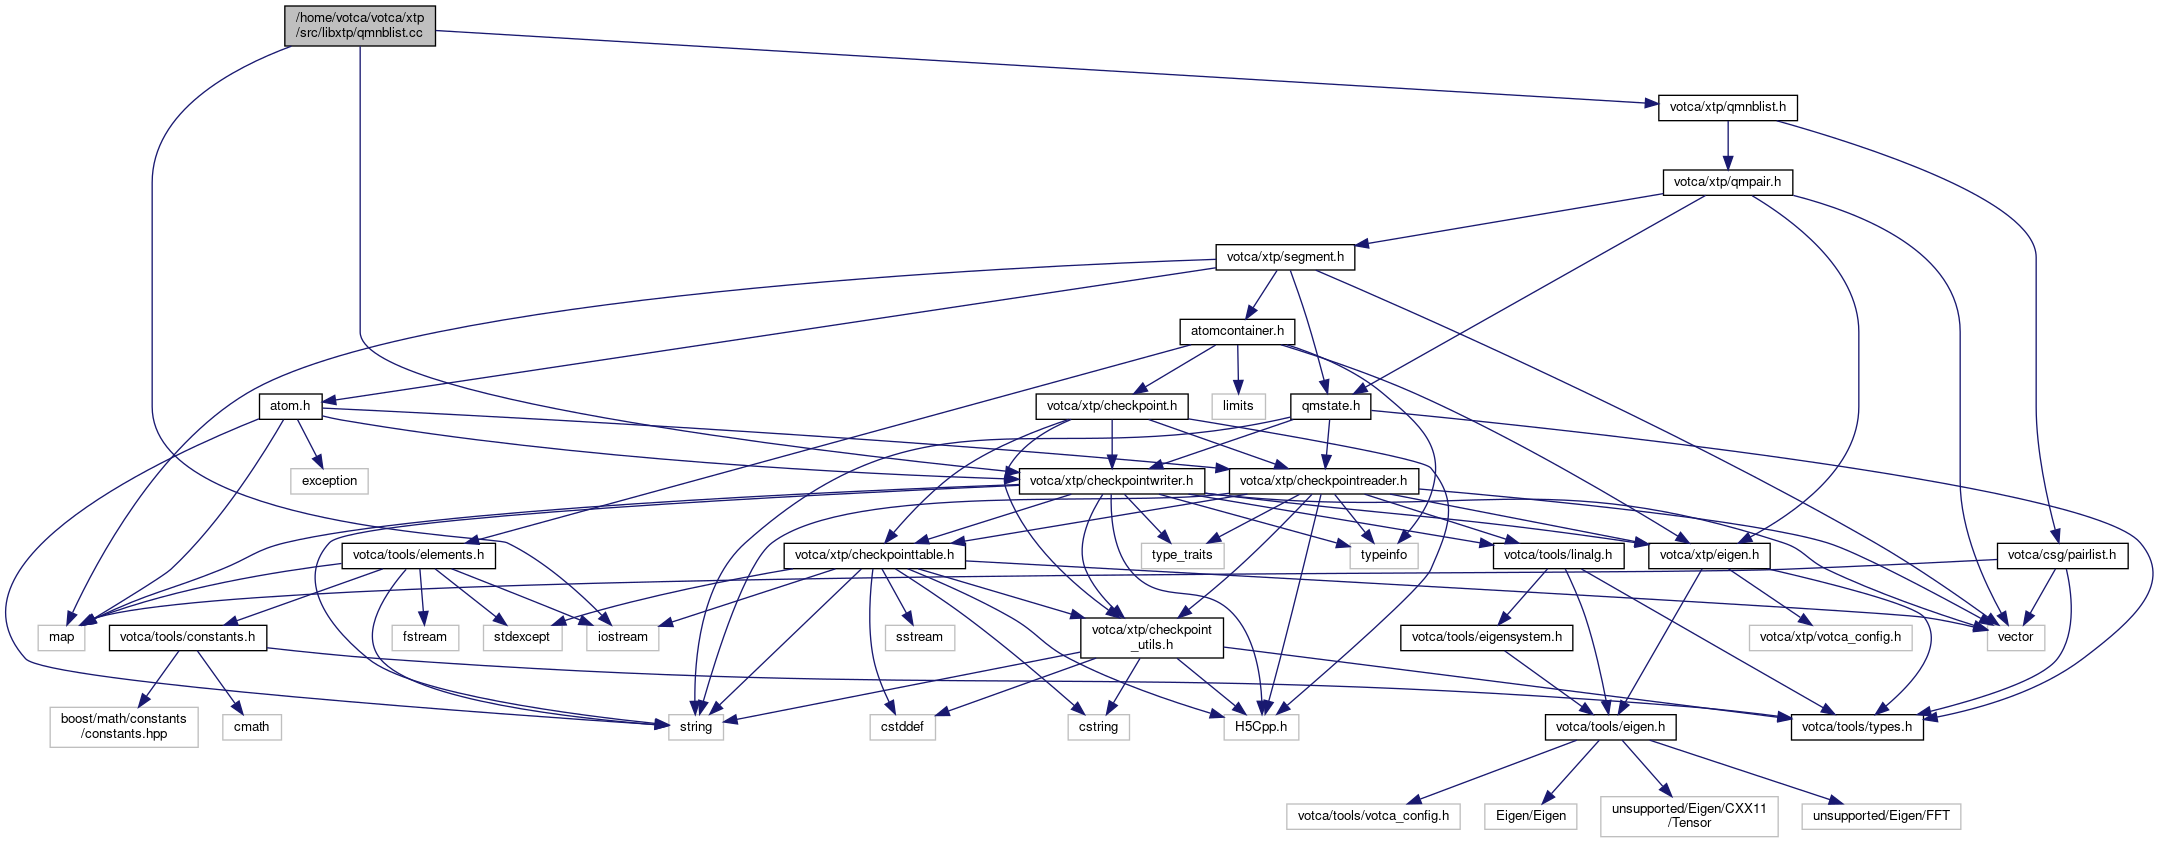 /home/votca/votca/xtp
/src/libxtp/qmnblist.cc
votca/xtp/qmnblist.h
votca/xtp/qmpair.h
votca/xtp/segment.h
atomcontainer.h
atom.h
votca/xtp/checkpoint.h
limits
qmstate.h
exception
votca/xtp/checkpointwriter.h
votca/xtp/checkpointreader.h
votca/tools/elements.h
votca/xtp/checkpointtable.h
type_traits
typeinfo
votca/tools/linalg.h
votca/xtp/eigen.h
votca/csg/pairlist.h
map
votca/tools/constants.h
fstream
stdexcept
iostream
sstream
votca/xtp/checkpoint
_utils.h
votca/tools/eigensystem.h
votca/xtp/votca_config.h
vector
boost/math/constants
/constants.hpp
cmath
string
cstddef
cstring
H5Cpp.h
votca/tools/eigen.h
votca/tools/types.h
votca/tools/votca_config.h
Eigen/Eigen
unsupported/Eigen/CXX11
/Tensor
unsupported/Eigen/FFT